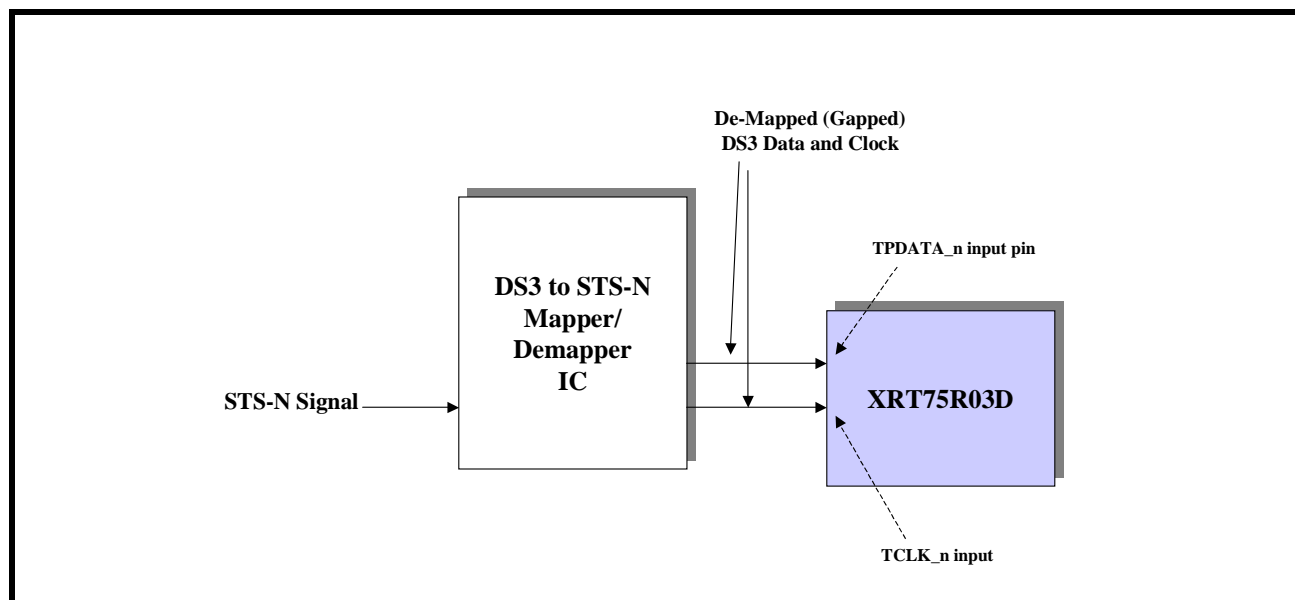 De-Mapped (Gapped)
DS3 Data and Clock
TPDATA_n input pin
DS3 to STS-N
Mapper/
Demapper
IC
STS-N Signal
XRT75R03D
TCLK_n input